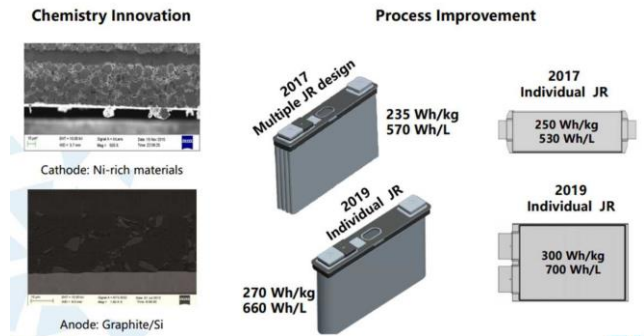 Chemistry Innovation
Cathode: Ni-rich materials
Anode: Graphite/Si
Process Improvement
2017
Multiple JR design
235 Wh/kg
570 Wh/L
2019
Individual JR
270 Wh/kg
660 Wh/L
2017
Individual JR
250 Wh/kg
530 Wh/L
2019
Individual JR
300 Wh/kg
700 Wh/L